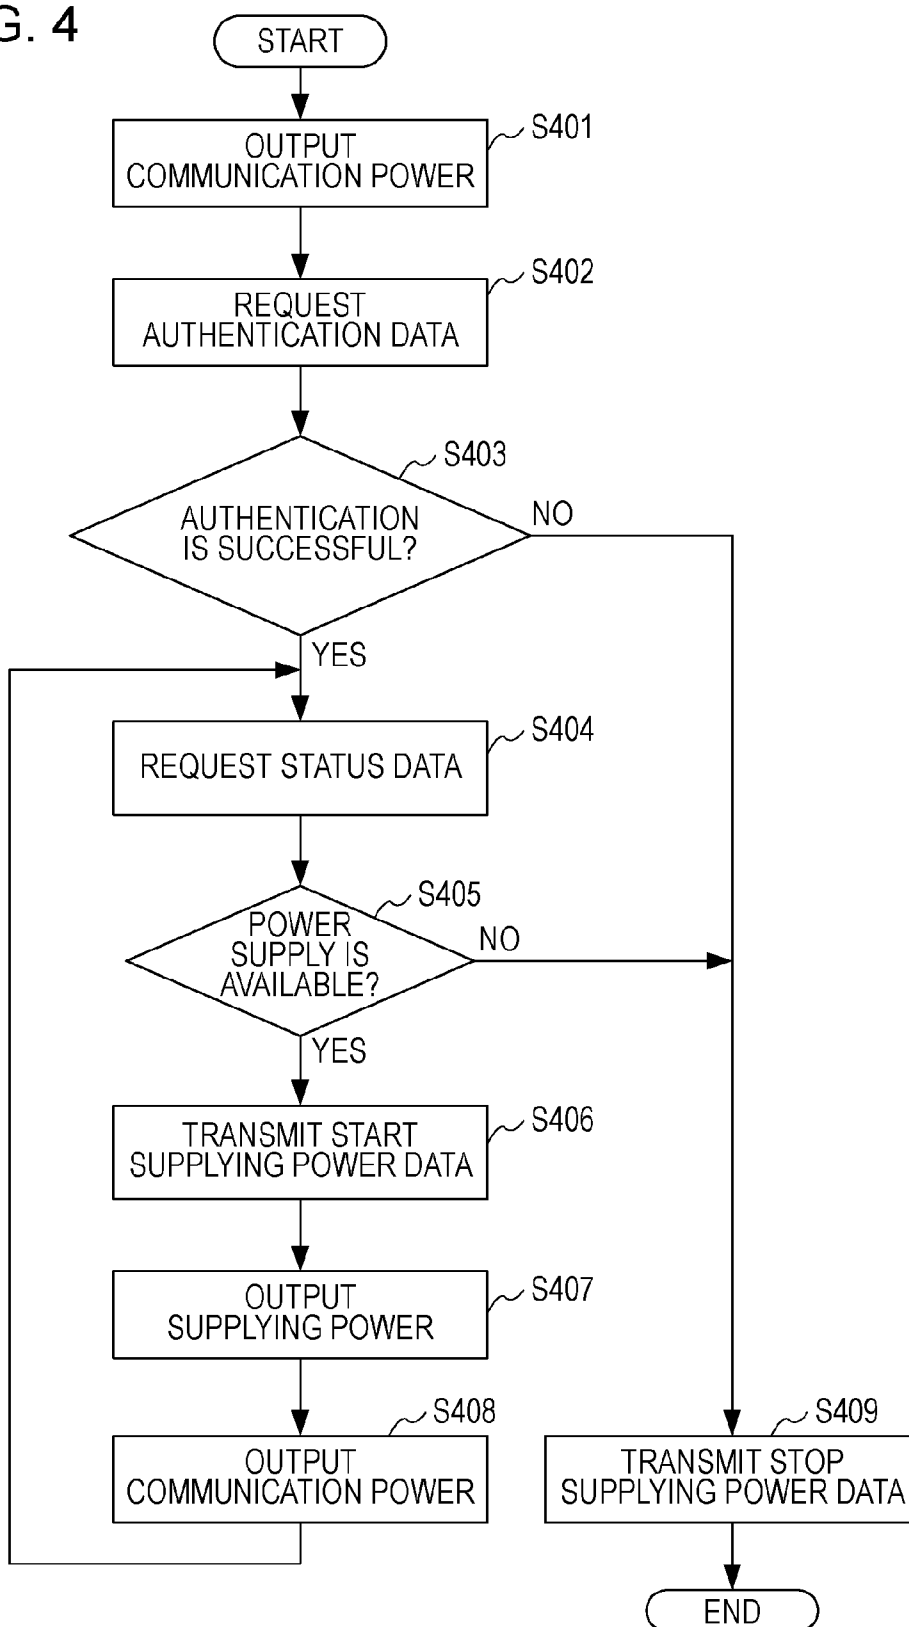 G. 4
START
S401
OUTPUT
COMMUNICATION POWER
S402
REQUEST
AUTHENTICATION DATA
S403
AUTHENTICATION
IS SUCCESSFUL?
NO
YES
S404
REQUEST STATUS DATA
S405
POWER
SUPPLY IS
AVAILABLE?
NO
YES
S406
TRANSMIT START
SUPPLYING POWER DATA
S407
OUTPUT
SUPPLYING POWER
S408
OUTPUT
COMMUNICATION POWER
S409
TRANSMIT STOP
SUPPLYING POWER DATA
END